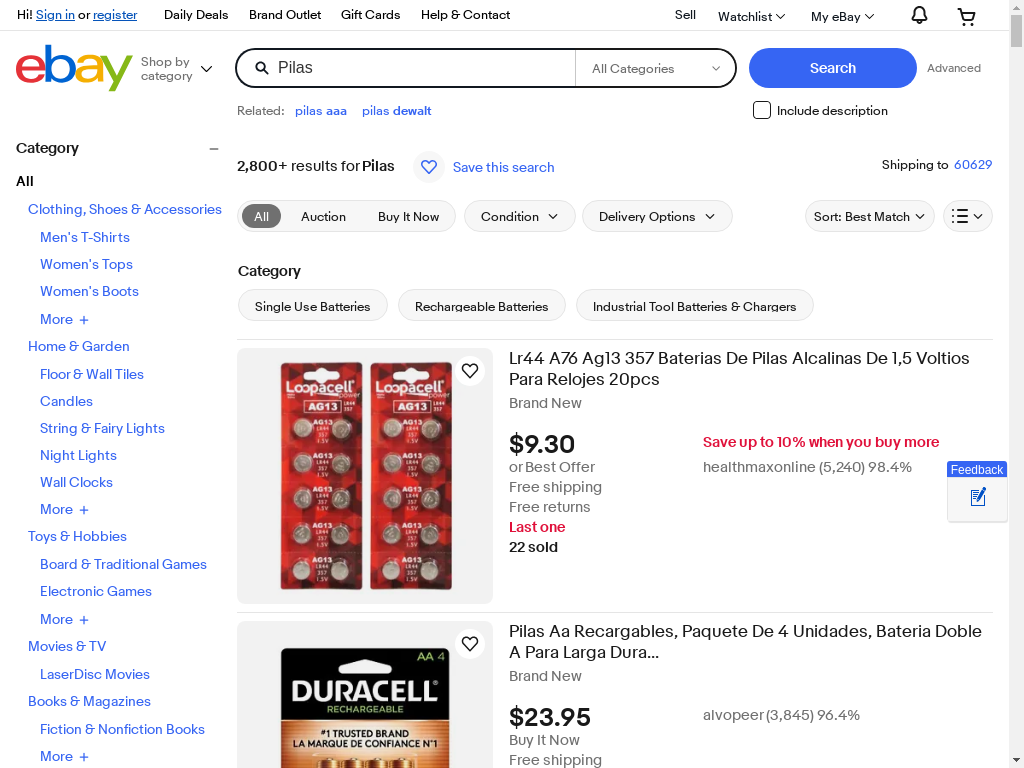 Hi! Sign in or register
Daily Deals
Brand Outlet
Gift Cards
Help & Contact
Sell
Watchlist
My eBay
ebay
Shop by category
Pilas
All Categories
Search
Advanced
Related: pilas aaa pilas dewalt
Include description
Category
All
Clothing, Shoes & Accessories
Men's T-Shirts
Women's Tops
Women's Boots
More
Home & Garden
Floor & Wall Tiles
Candles
String & Fairy Lights
Night Lights
Wall Clocks
More
Toys & Hobbies
Board & Traditional Games
Electronic Games
More
Movies & TV
LaserDisc Movies
Books & Magazines
Fiction & Nonfiction Books
More
2,800+ results for Pilas
Save this search
Shipping to 60629
All
Auction
Buy It Now
Condition
Delivery Options
Sort: Best Match
Category
Single Use Batteries
Rechargeable Batteries
Industrial Tool Batteries & Chargers
Loopacell power
AG13 LR44 357
Loopacell power
AG13 LR44 357
Lr44 A76 Ag13 357 Baterias De Pilas Alcalinas De 1,5 Voltios
Para Relojes 20pcs
Brand New
$9.30
or Best Offer
Free shipping
Free returns
Last one
22 sold
Save up to 10% when you buy more
healthmaxonline (5,240) 98.4%
Feedback
AA 4
DURACELL
RECHARGEABLE
#1 TRUSTED BRAND
LA MARQUE DE CONFIANCE N°1
Pilas Aa Recargables, Paquete De 4 Unidades, Bateria Doble
A Para Larga Dura...
Brand New
$23.95
Buy It Now
Free shipping
alvopeer (3,845) 96.4%